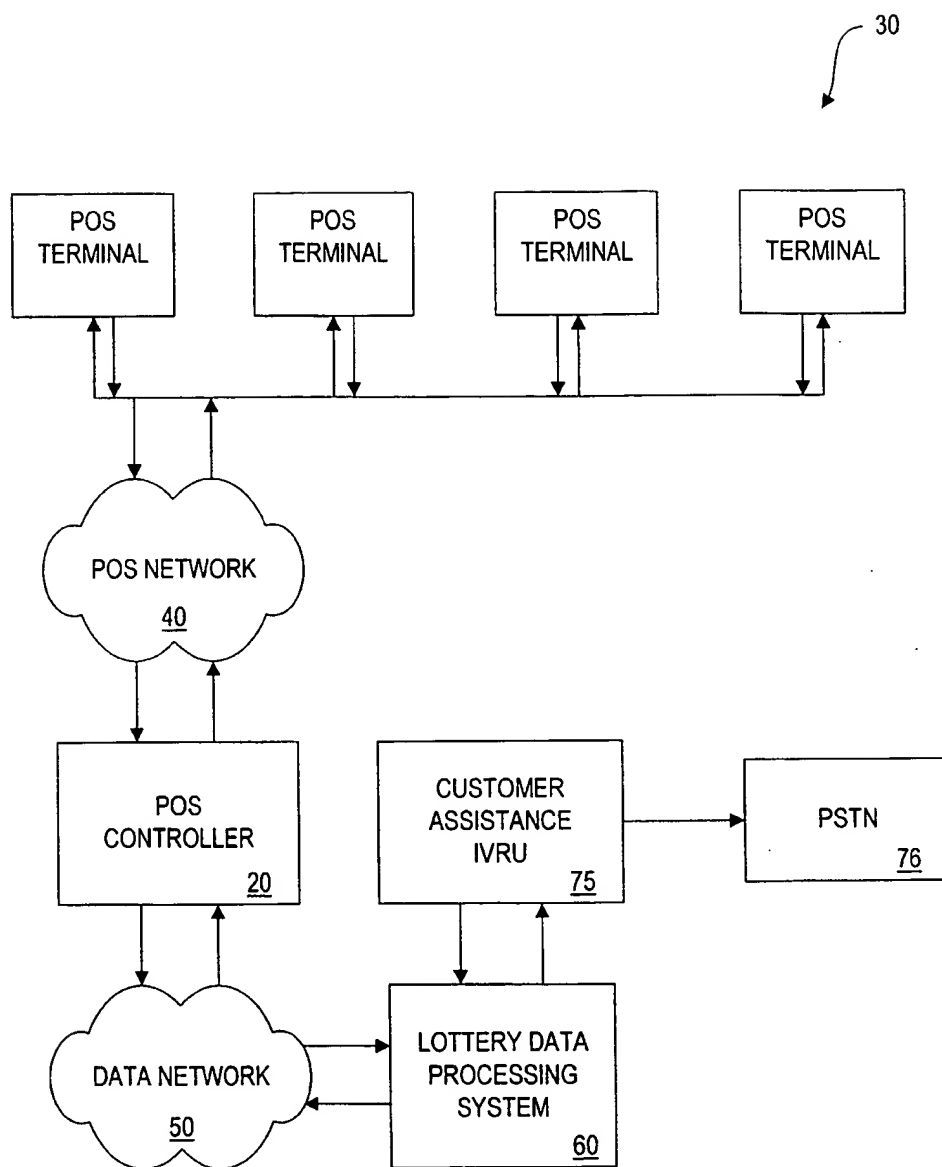 30
POS
TERMINAL
POS
TERMINAL
POS
TERMINAL
POS
TERMINAL
POS NETWORK
40
POS
CONTROLLER
20
CUSTOMER
ASSISTANCE
IVRU
75
PSTN
76
DATA NETWORK
50
LOTTERY DATA
PROCESSING
SYSTEM
60